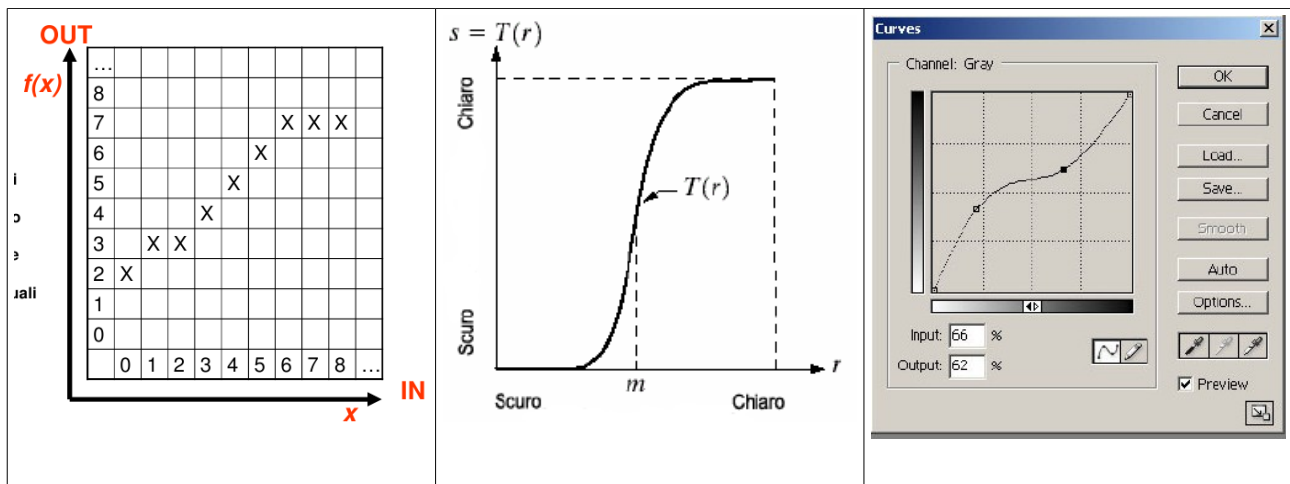 OUT
f(x)
...
8
7 X X X
6 X
5 X
4 X
3 X X
2 X
1
0
0 1 2 3 4 5 6 7 8 ...
IN
x
i
o
e
uali
s = T(r)
Chiaro
T(r)
Scuro
m
r
Scuro Chiaro
Curves
Channel: Gray
OK
Cancel
Load...
Save...
Smooth
Auto
Options...
Input: 66 %
Output: 62 %
Preview